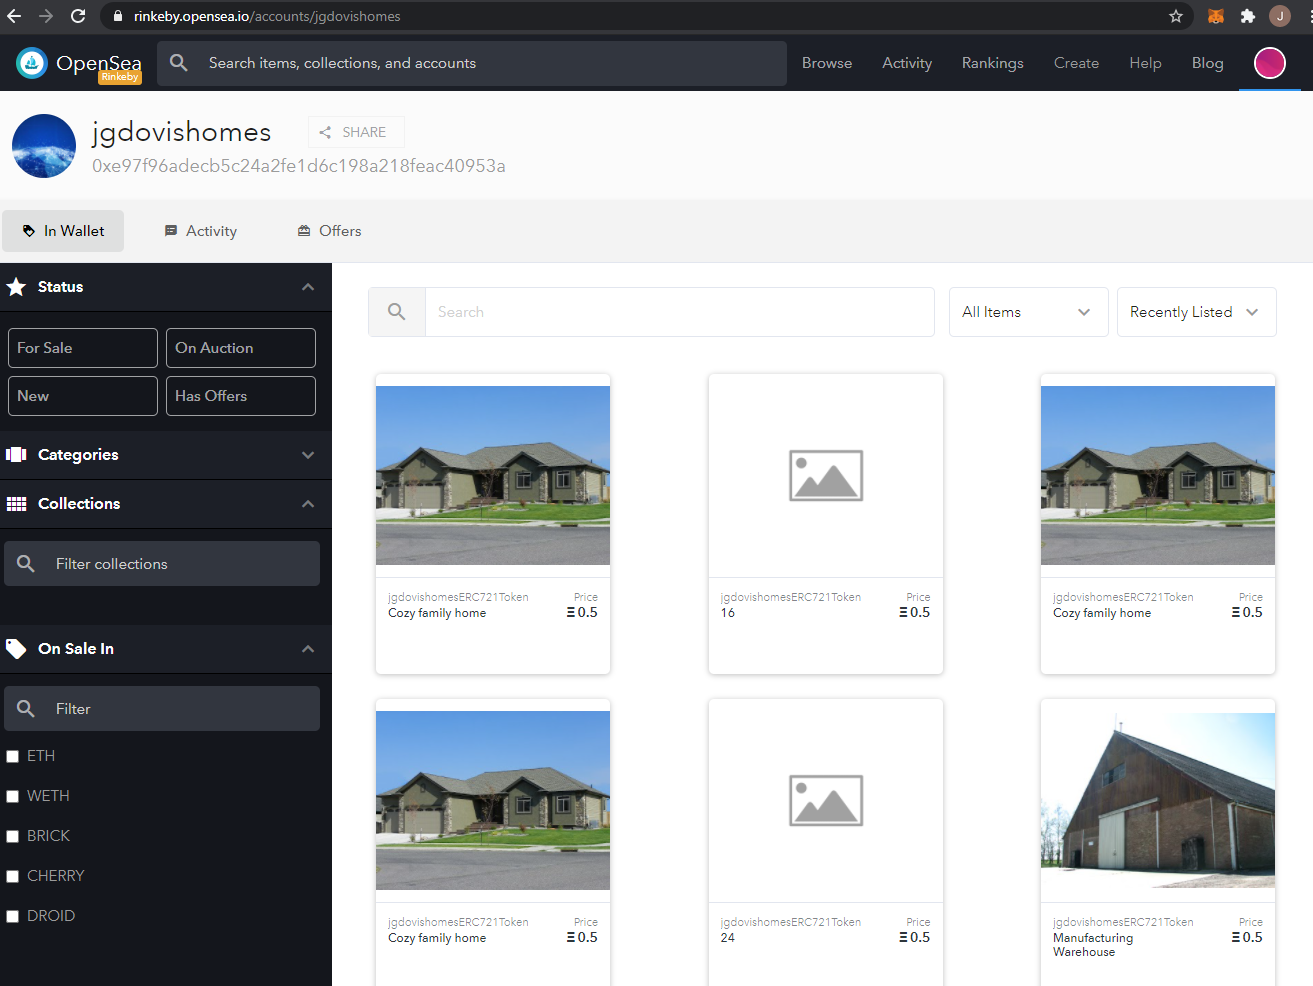 rinkeby.opensea.io/accounts/jgdovishomes
J
OpenSea
Rinkeby
Search items, collections, and accounts
Browse
Activity
Rankings
Create
Help
Blog
jgdovishomes
SHARE
0xe97f96adecb5c24a2fe1d6c198a218feac40953a
In Wallet
Activity
Offers
Status
For Sale
On Auction
New
Has Offers
Categories
Collections
Filter collections
On Sale In
Filter
ETH
WETH
BRICK
CHERRY
DROID
Search
All Items
Recently Listed
jgdovishomesERC721Token
Price
Cozy family home
0.5
jgdovishomesERC721Token
Price
16
0.5
jgdovishomesERC721Token
Price
Cozy family home
0.5
jgdovishomesERC721Token
Price
Cozy family home
0.5
jgdovishomesERC721Token
Price
24
0.5
jgdovishomesERC721Token
Price
Manufacturing
Warehouse
0.5